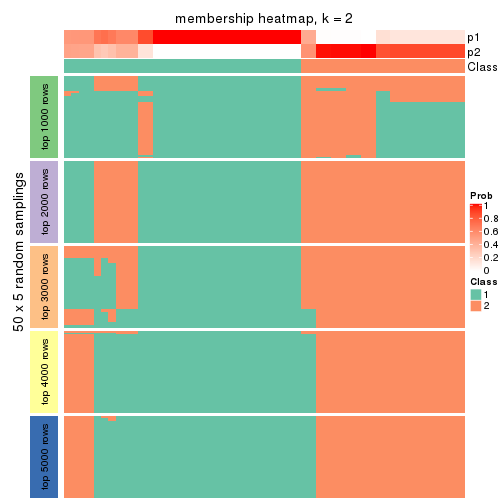 membership heatmap, k = 2
p1
p2
Class
50 x 5 random samplings
top 1000 rows
top 2000 rows
top 3000 rows
top 4000 rows
top 5000 rows
Prob
1
0.8
0.6
0.4
0.2
0
Class
1
2